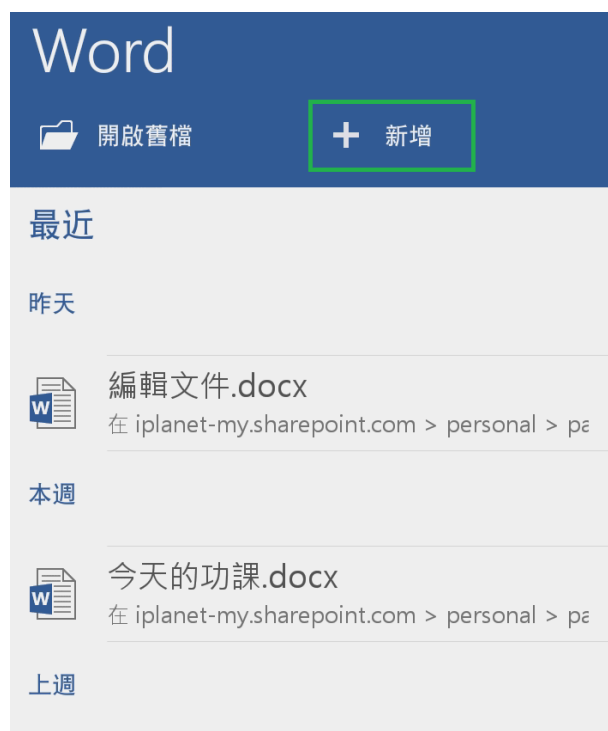 Word
開啟舊檔
新增
最近
昨天
編輯文件.docx
在 iplanet-my.sharepoint.com > personal > pa
本週
今天的功課.docx
在 iplanet-my.sharepoint.com > personal > pa
上週